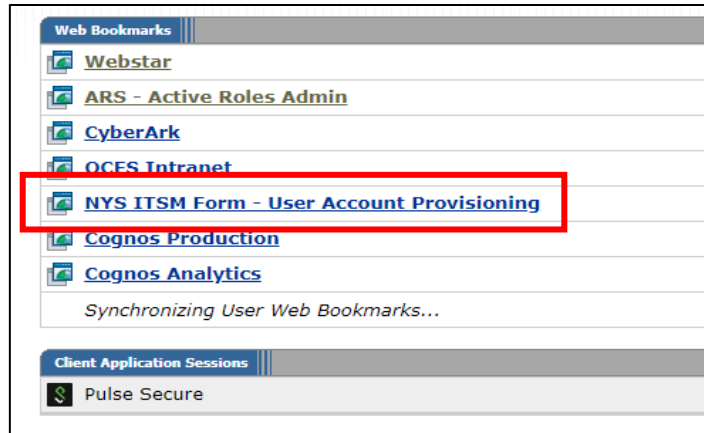 Web Bookmarks
Webstar
ARS - Active Roles Admin
CyberArk
OCFS Intranet
NYS ITSM Form - User Account Provisioning
Cognos Production
Cognos Analytics
Synchronizing User Web Bookmarks...
Client Application Sessions
Pulse Secure